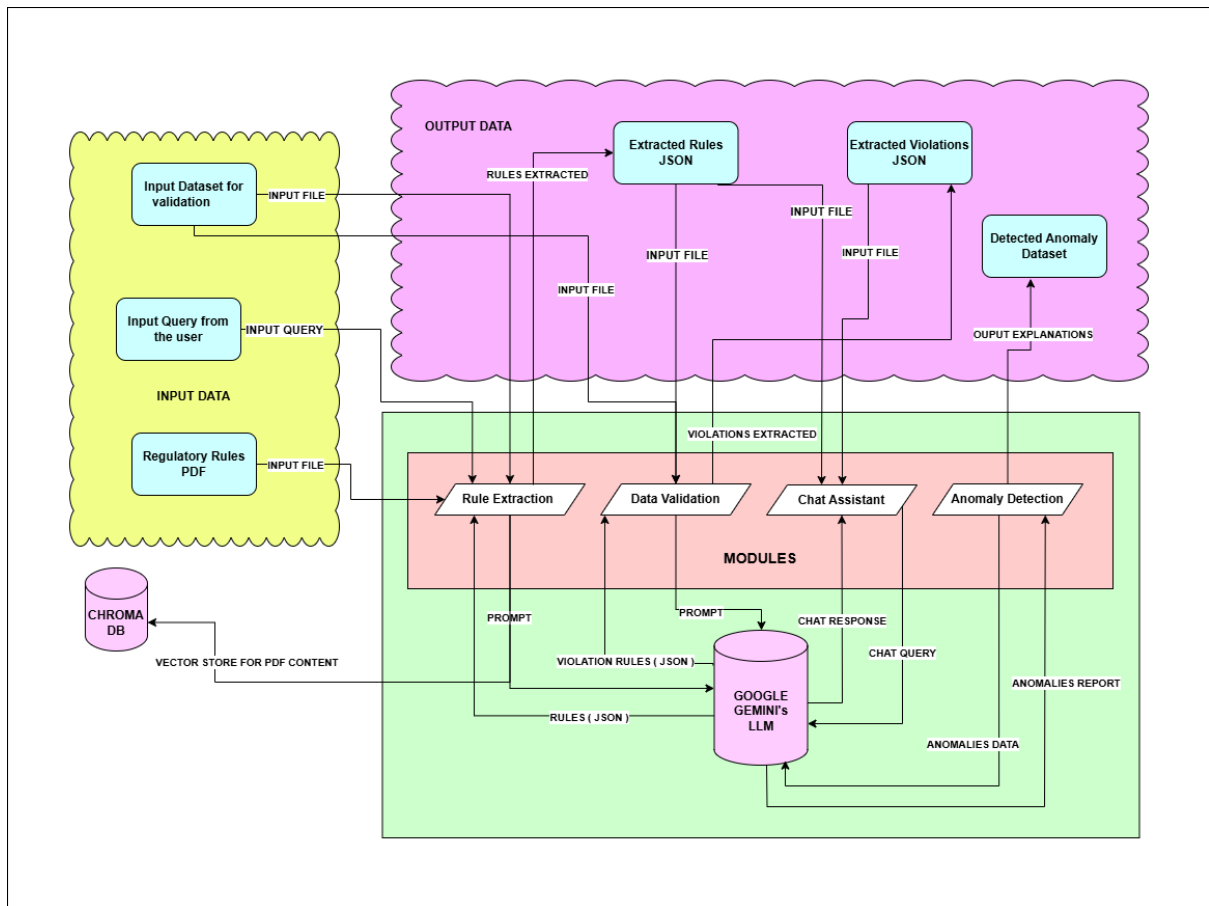 OUTPUT DATA
Extracted Rules
JSON
Extracted Violations
JSON
RULES EXTRACTED
Input Dataset for
validation
INPUT FILE
INPUT FILE
INPUT FILE
INPUT FILE
Detected Anomaly
Dataset
INPUT FILE
Input Query from
the user
INPUT QUERY
OUPUT EXPLANATIONS
INPUT DATA
VIOLATIONS EXTRACTED
Regulatory Rules
PDF
INPUT FILE
Rule Extraction
Data Validation
Chat Assistant
Anomaly Detection
MODULES
CHROMA
DB
PROMPT
PROMPT
CHAT RESPONSE
CHAT QUERY
VECTOR STORE FOR PDF CONTENT
VIOLATION RULES ( JSON )
ANOMALIES REPORT
GOOGLE
GEMINI's
LLM
RULES ( JSON )
ANOMALIES DATA